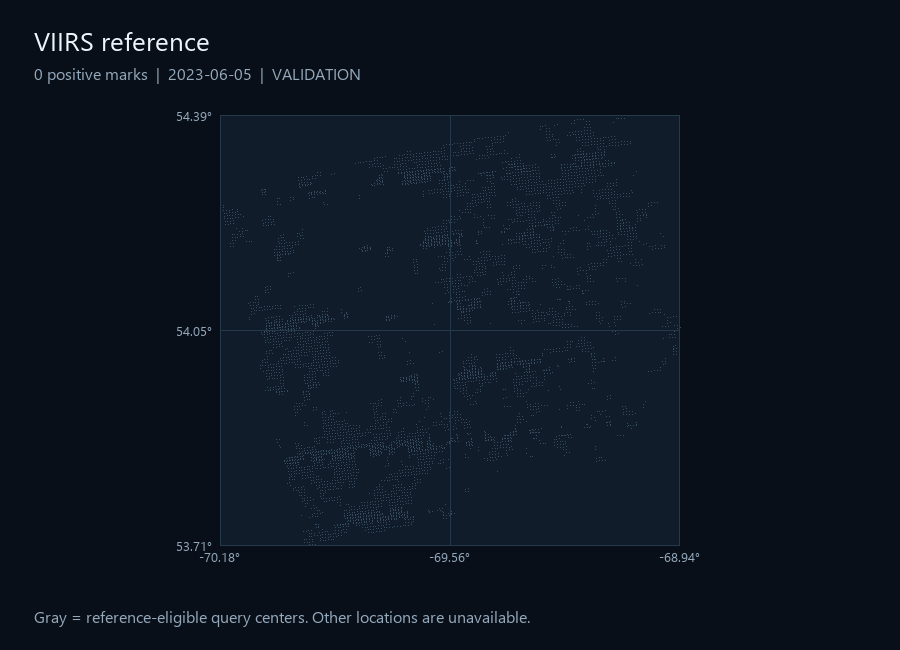 VIIRS reference
0 positive marks | 2023-06-05 | VALIDATION
54.39°
54.05°
53.71°
-70.18° -69.56° -68.94°
Gray = reference-eligible query centers. Other locations are unavailable.